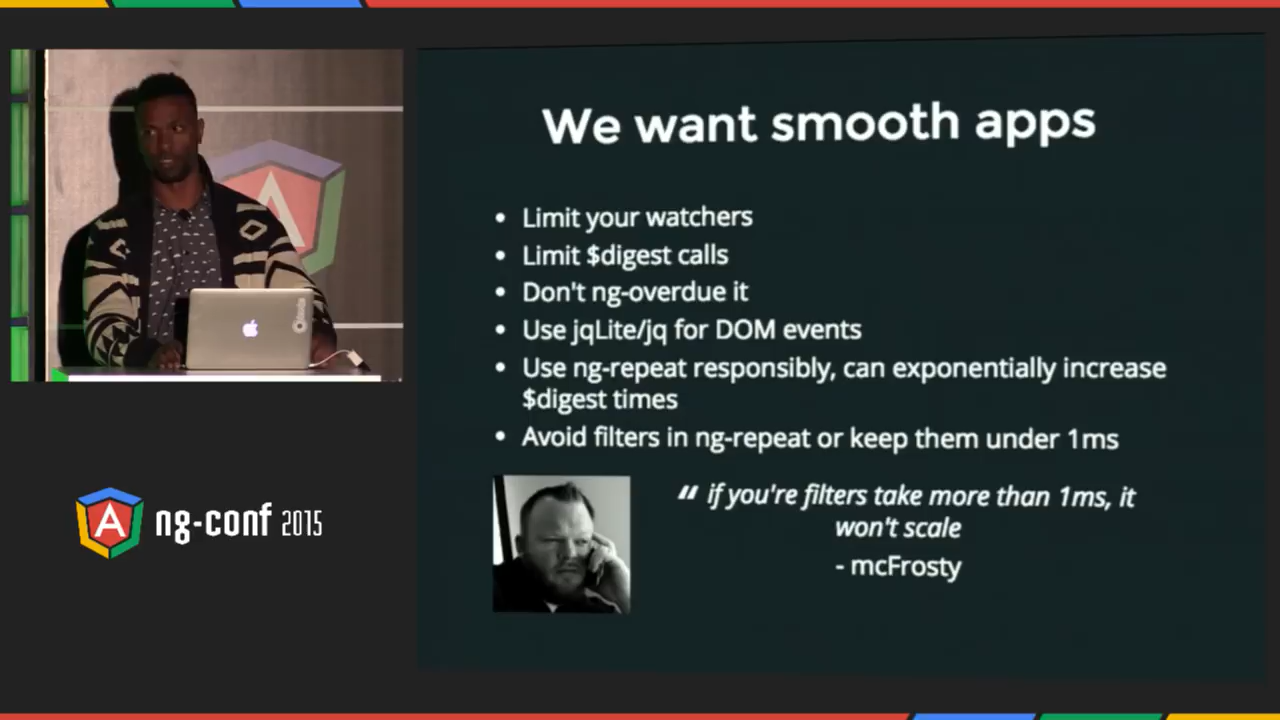 We want smooth apps
• Limit your watchers
• Limit $digest calls
• Don't ng-overdue it
• Use jqLite/jq for DOM events
• Use ng-repeat responsibly, can exponentially increase
$digest times
• Avoid filters in ng-repeat or keep them under 1ms
" if you're filters take more than 1ms, it
won't scale
- mcFrosty
A ng-conf 2015